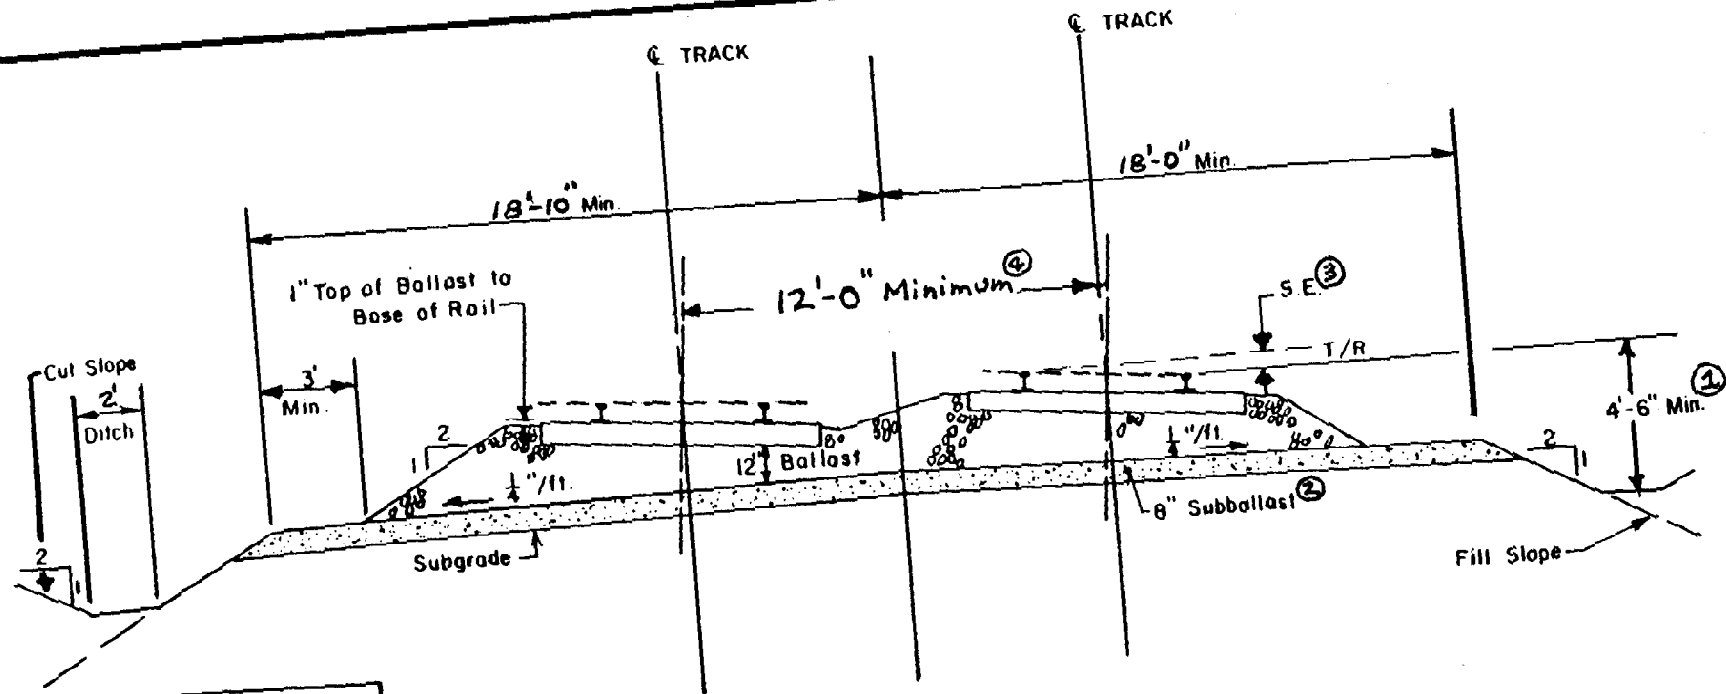 ℄ TRACK
℄ TRACK
18'-10" Min.
18'-0" Min.
1" Top of Ballast to
Base of Rail
12'-0" Minimum ④
S.E. ③
T/R
Cut Slope
2'
Ditch
3'
Min.
4'-6" Min. ①
2
1
12" Ballast
1/4"/ft.
1/4"/ft.
2
1
8" Subballast ②
Subgrade
Fill Slope
2
1